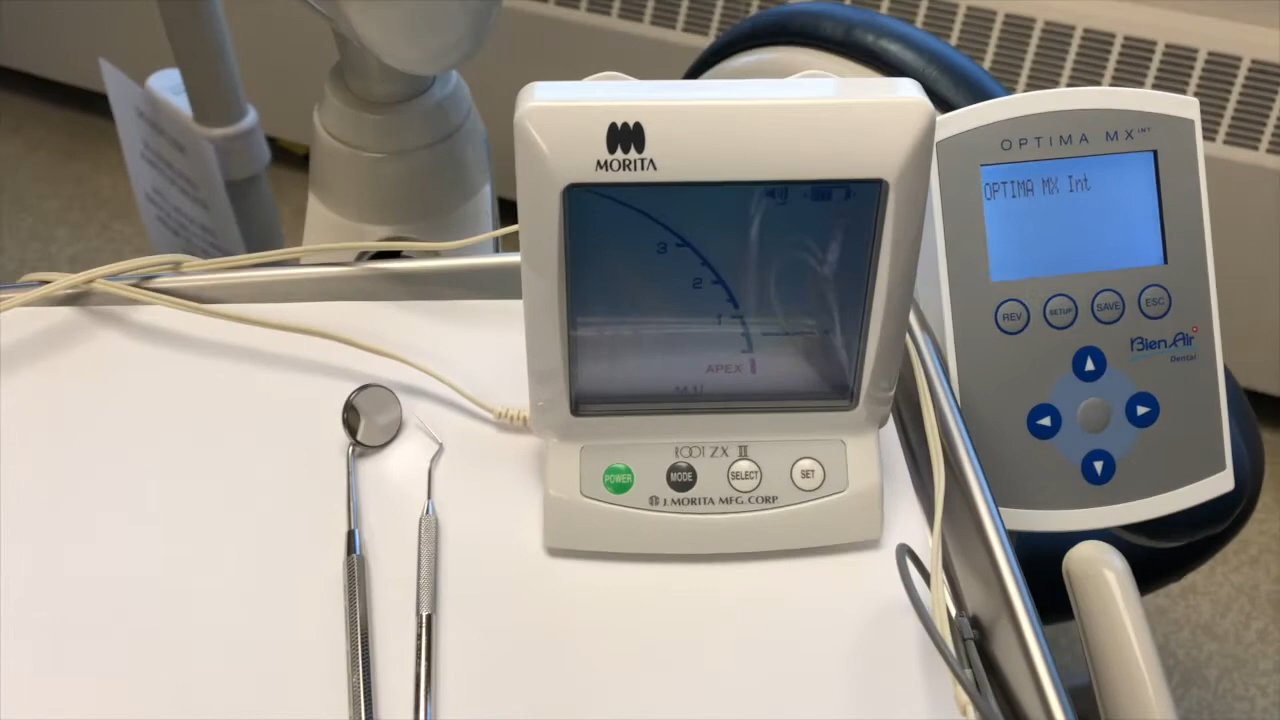 MORITA
3
2
1
APEX
ROOT ZX II
POWER
MODE
SELECT
SET
J. MORITA MFG. CORP
OPTIMA MX INT
OPTIMA MX Int
REV
SETUP
SAVE
ESC
Bien Air
Dental